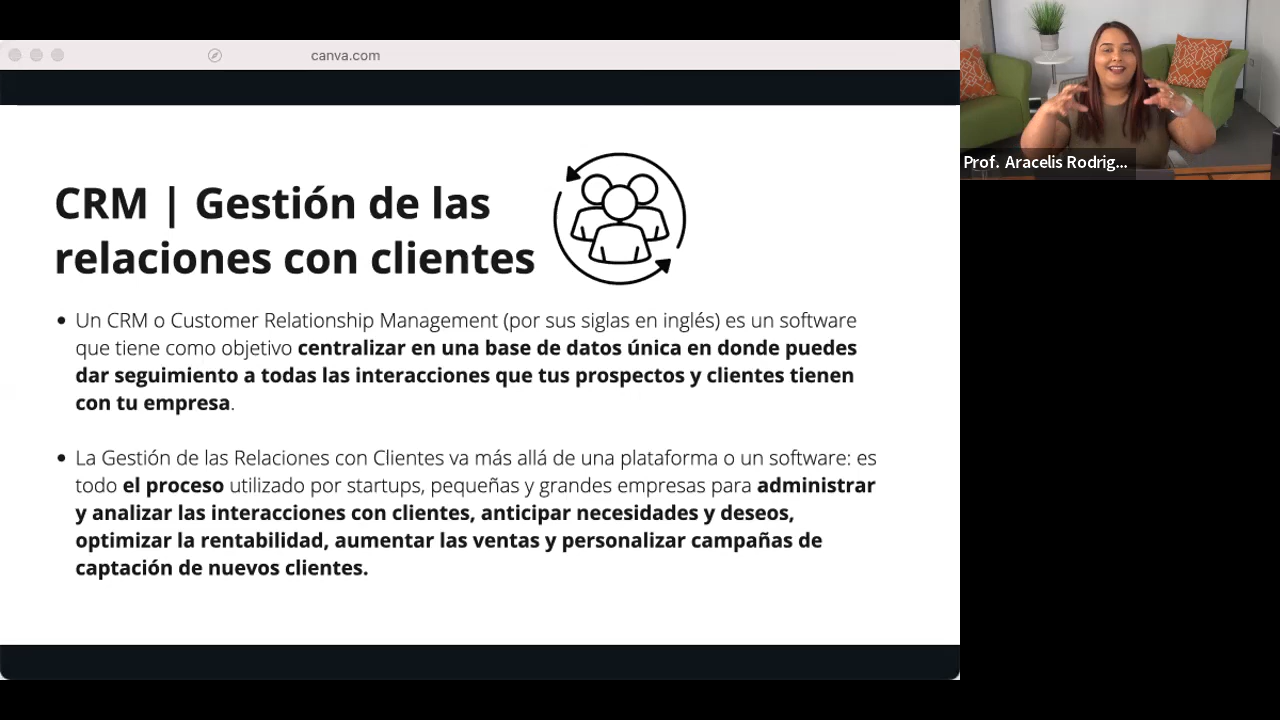 canva.com
CRM | Gestión de las
relaciones con clientes
• Un CRM o Customer Relationship Management (por sus siglas en inglés) es un software
que tiene como objetivo centralizar en una base de datos única en donde puedes
dar seguimiento a todas las interacciones que tus prospectos y clientes tienen
con tu empresa.
• La Gestión de las Relaciones con Clientes va más allá de una plataforma o un software: es
todo el proceso utilizado por startups, pequeñas y grandes empresas para administrar
y analizar las interacciones con clientes, anticipar necesidades y deseos,
optimizar la rentabilidad, aumentar las ventas y personalizar campañas de
captación de nuevos clientes.
Prof. Aracelis Rodrig...